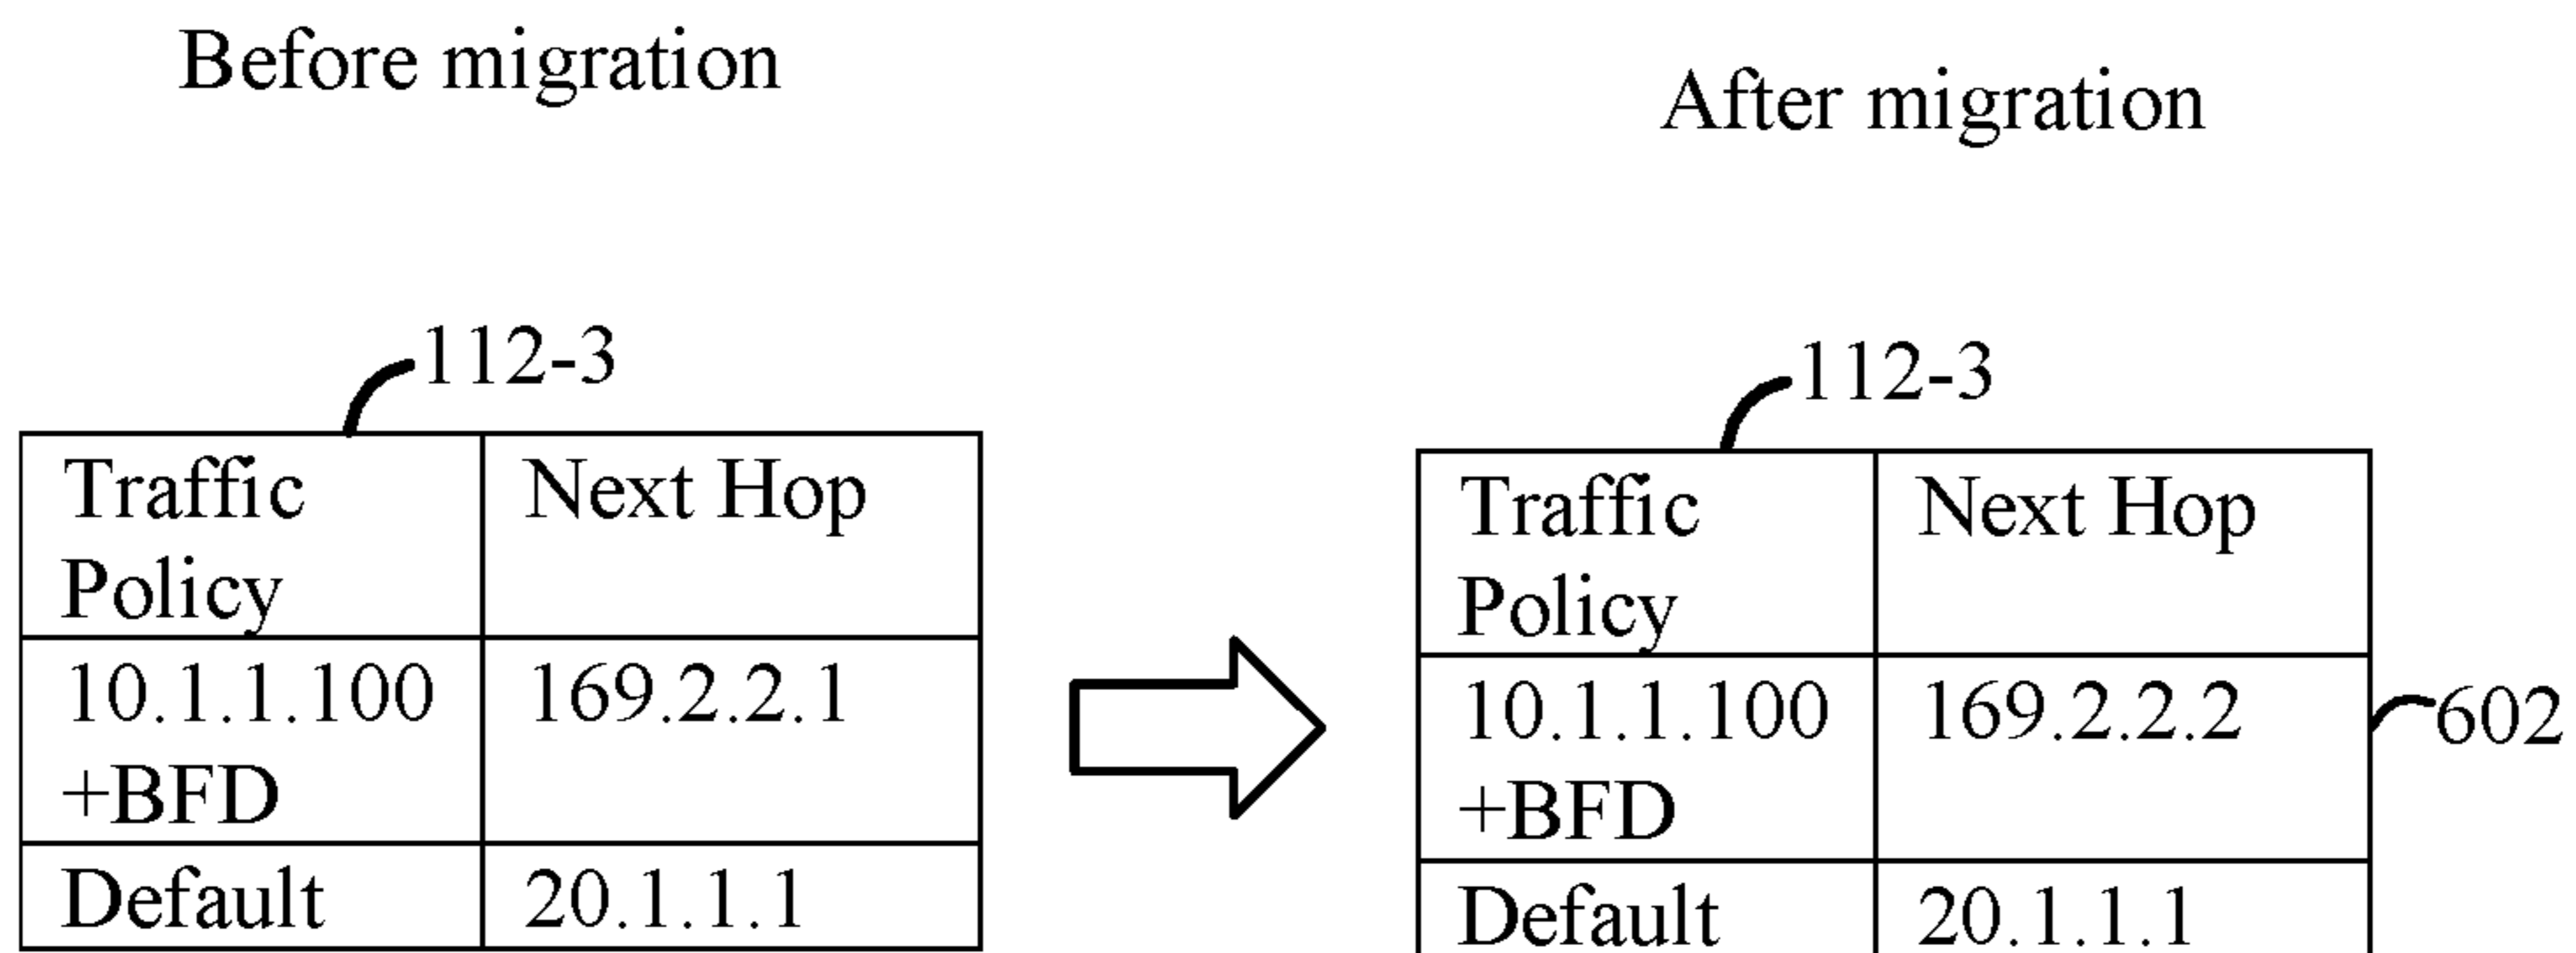 Before migration
After migration
112-3
Traffic Policy
Next Hop
10.1.1.100
+BFD
169.2.2.1
Default
20.1.1.1
112-3
Traffic Policy
Next Hop
10.1.1.100
+BFD
169.2.2.2
602
Default
20.1.1.1